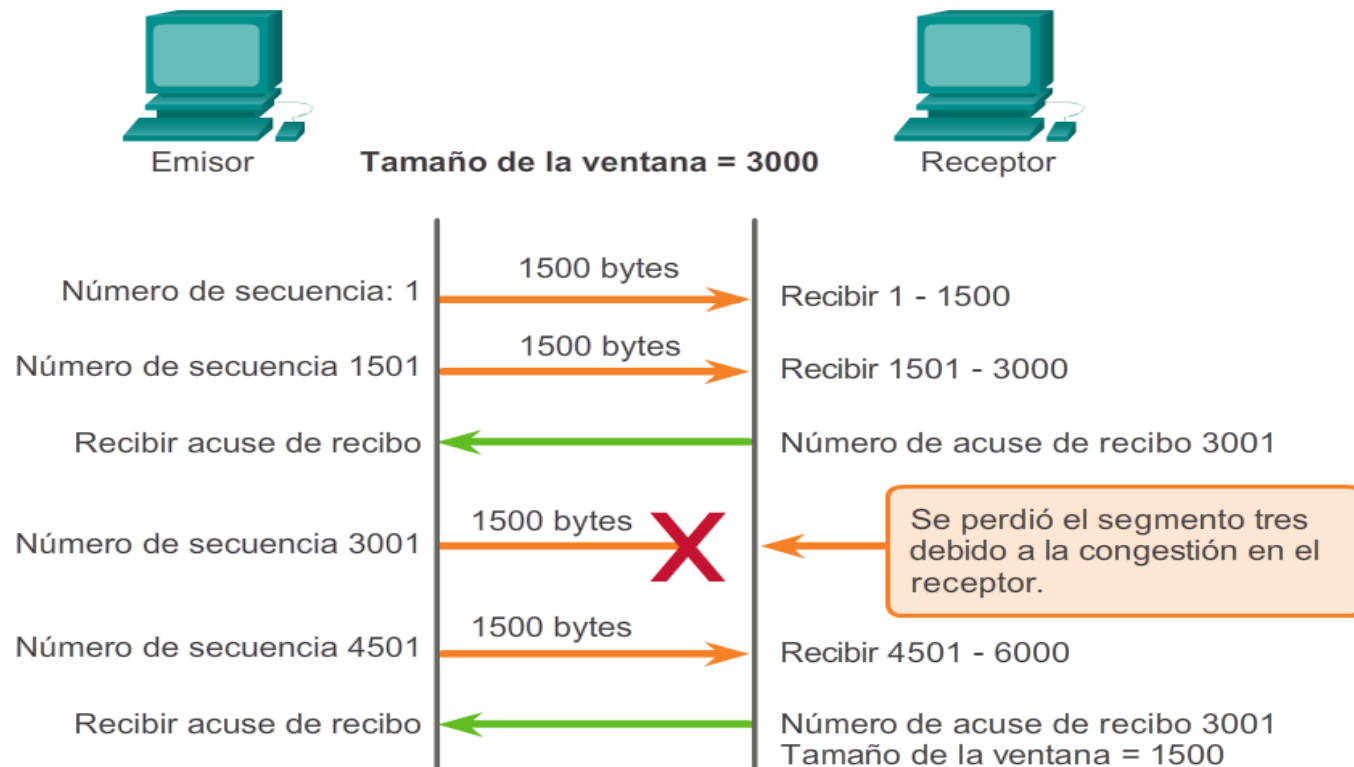 Emisor
Tamaño de la ventana = 3000
Receptor
1500 bytes
Número de secuencia: 1
Recibir 1 - 1500
1500 bytes
Número de secuencia 1501
Recibir 1501 - 3000
Recibir acuse de recibo
Número de acuse de recibo 3001
1500 bytes
Número de secuencia 3001
X
Se perdió el segmento tres
debido a la congestión en el
receptor.
1500 bytes
Número de secuencia 4501
Recibir 4501 - 6000
Recibir acuse de recibo
Número de acuse de recibo 3001
Tamaño de la ventana = 1500